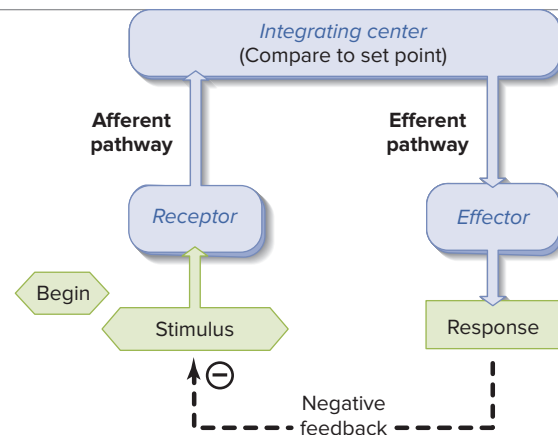 Integrating center
(Compare to set point)
Afferent
pathway
Efferent
pathway
Receptor
Effector
Begin
Stimulus
Response
⊖
Negative
feedback